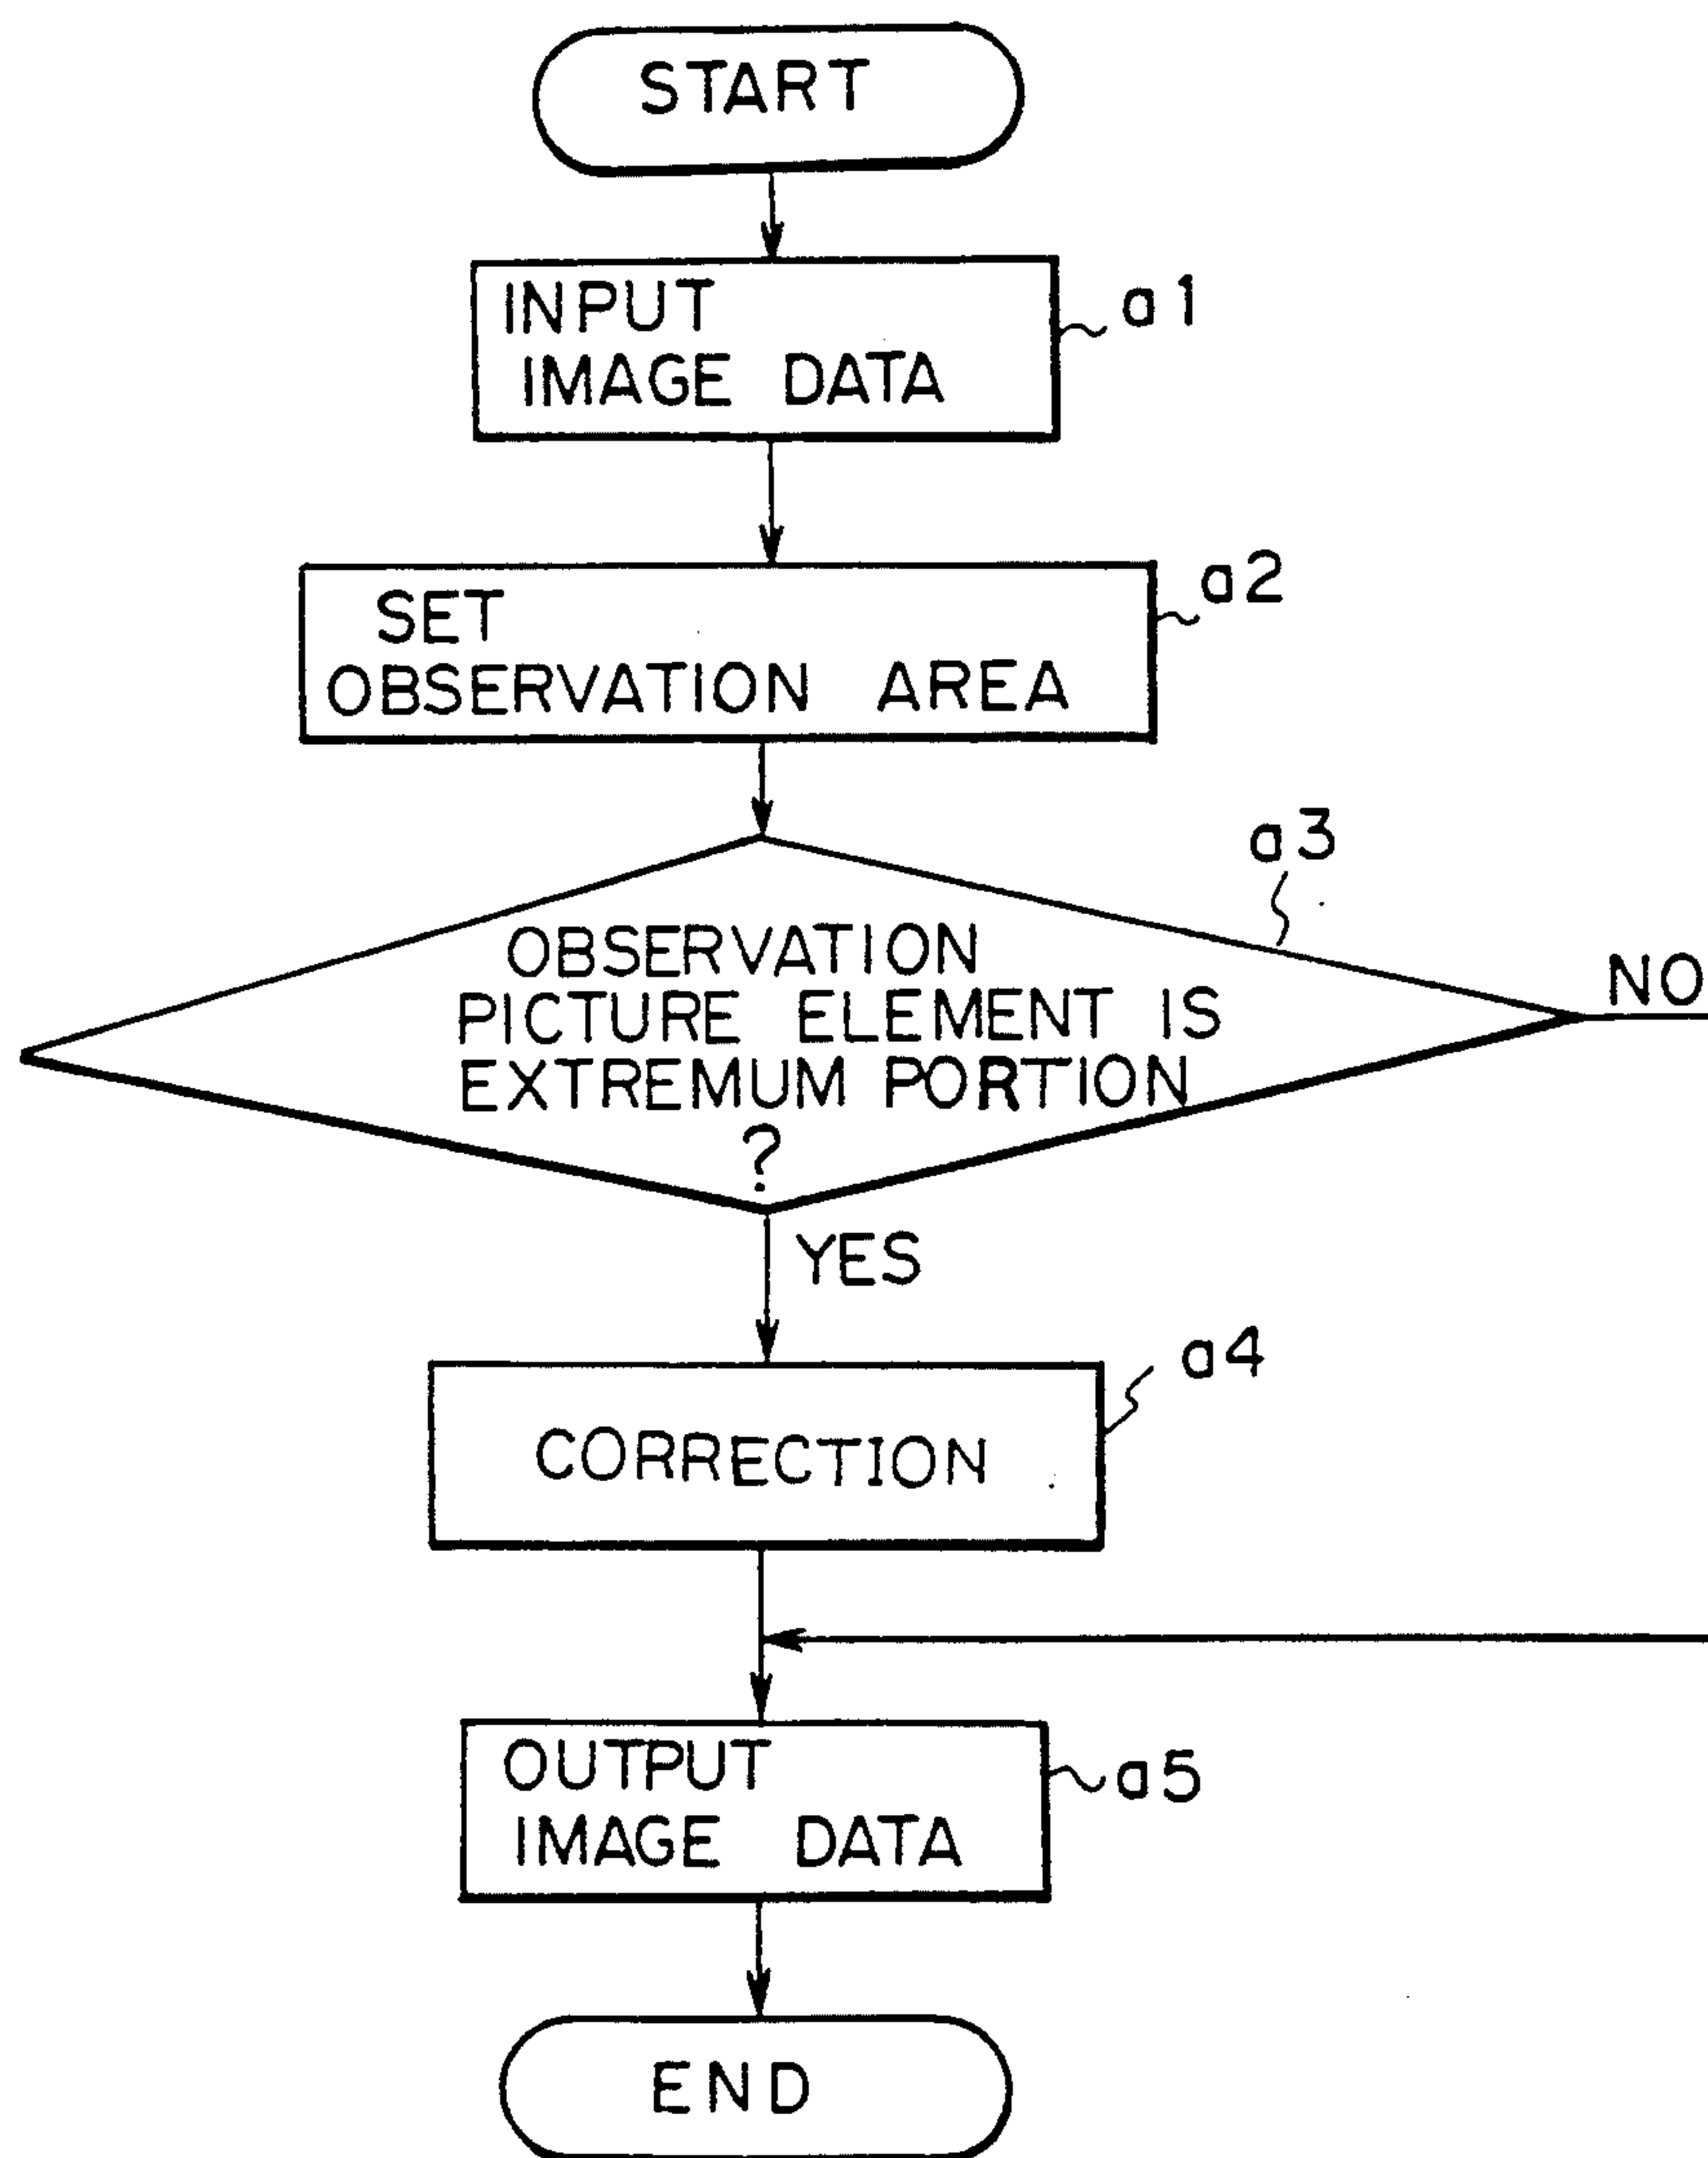 START
INPUT
IMAGE DATA
a1
SET
OBSERVATION AREA
a2
a3
OBSERVATION
PICTURE ELEMENT IS
EXTREMUM PORTION
?
NO
YES
a4
CORRECTION
OUTPUT
IMAGE DATA
a5
END